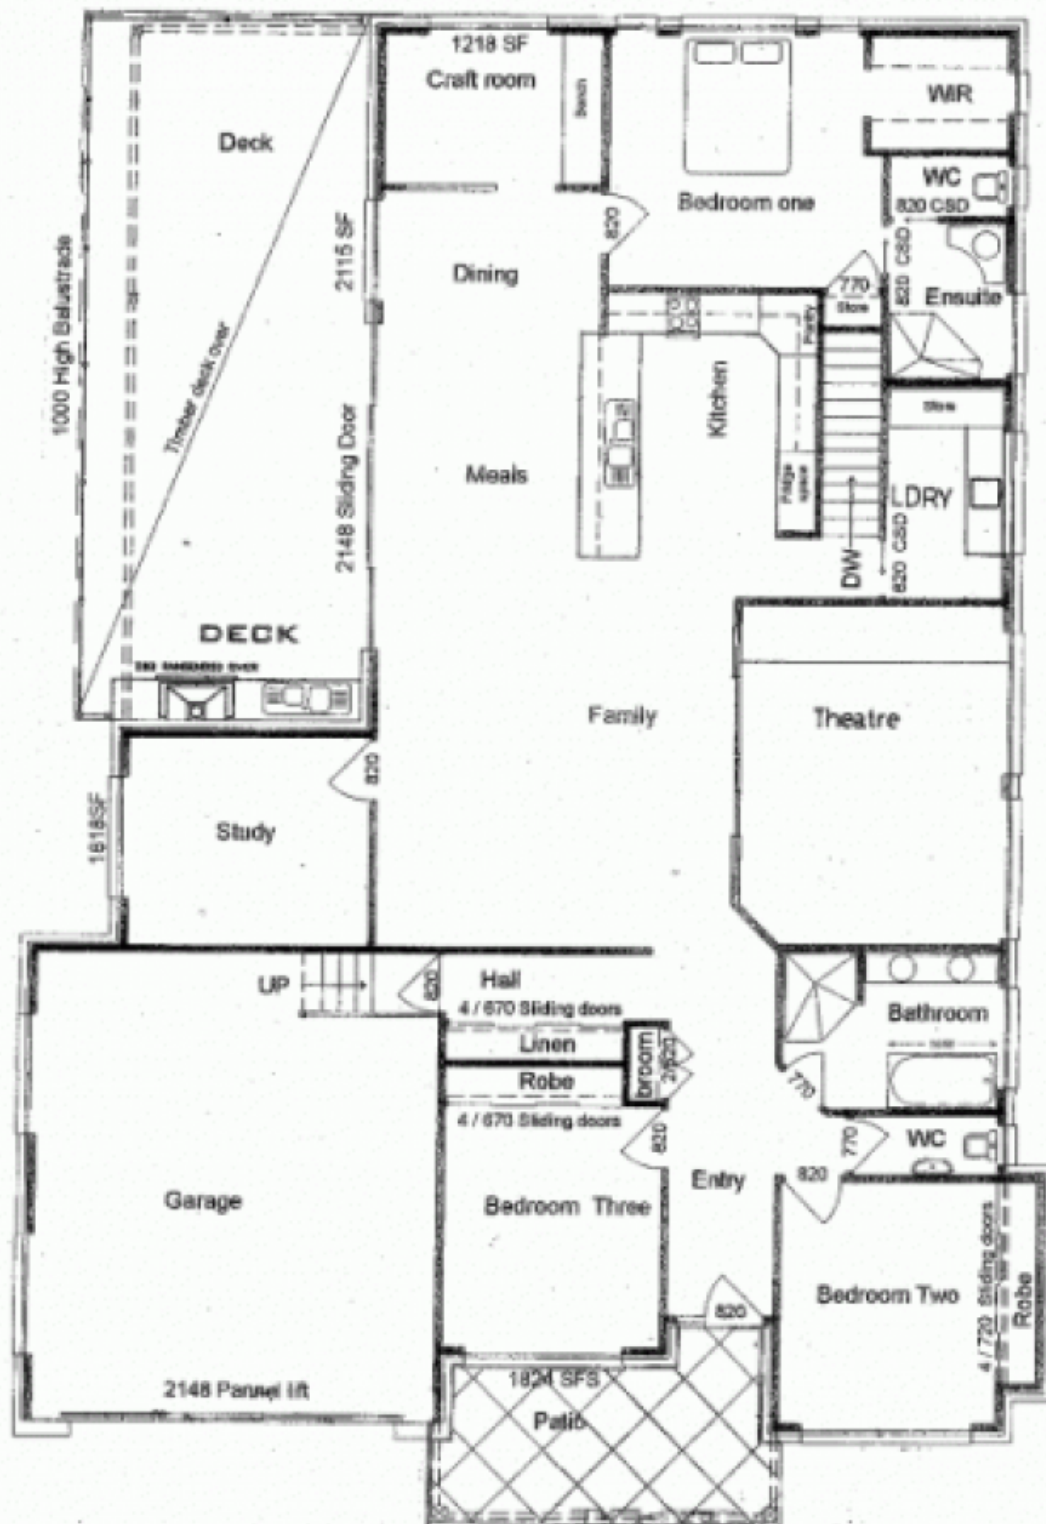 1218 SF
Craft room
Bench
WIR
Deck
WC
820 CSD
Bedroom one
820
2115 SF
Dining
820 CSD
770
Store
Ensuite
Pantry
1000 High Balustrade
Timber deck over
Kitchen
Store
Meals
2148 Sliding Door
Fridge space
LDRY
DW
820 CSD
DECK
Family
Theatre
820
Study
1618SF
UP
820
Hall
4 / 670 Sliding doors
Linen
broom
2/620
Bathroom
Robe
4 / 670 Sliding doors
770
820
770
WC
Entry
820
Garage
Bedroom Three
Bedroom Two
4 / 720 Sliding doors
Robe
820
2148 Pannel lift
1824 SFS
Patio